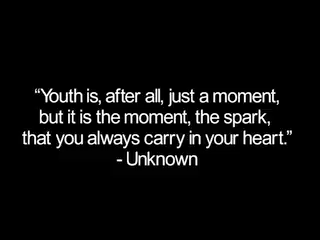 “Youth is, after all, just a moment,
but it is the moment, the spark,
that you always carry in your heart.”
- Unknown